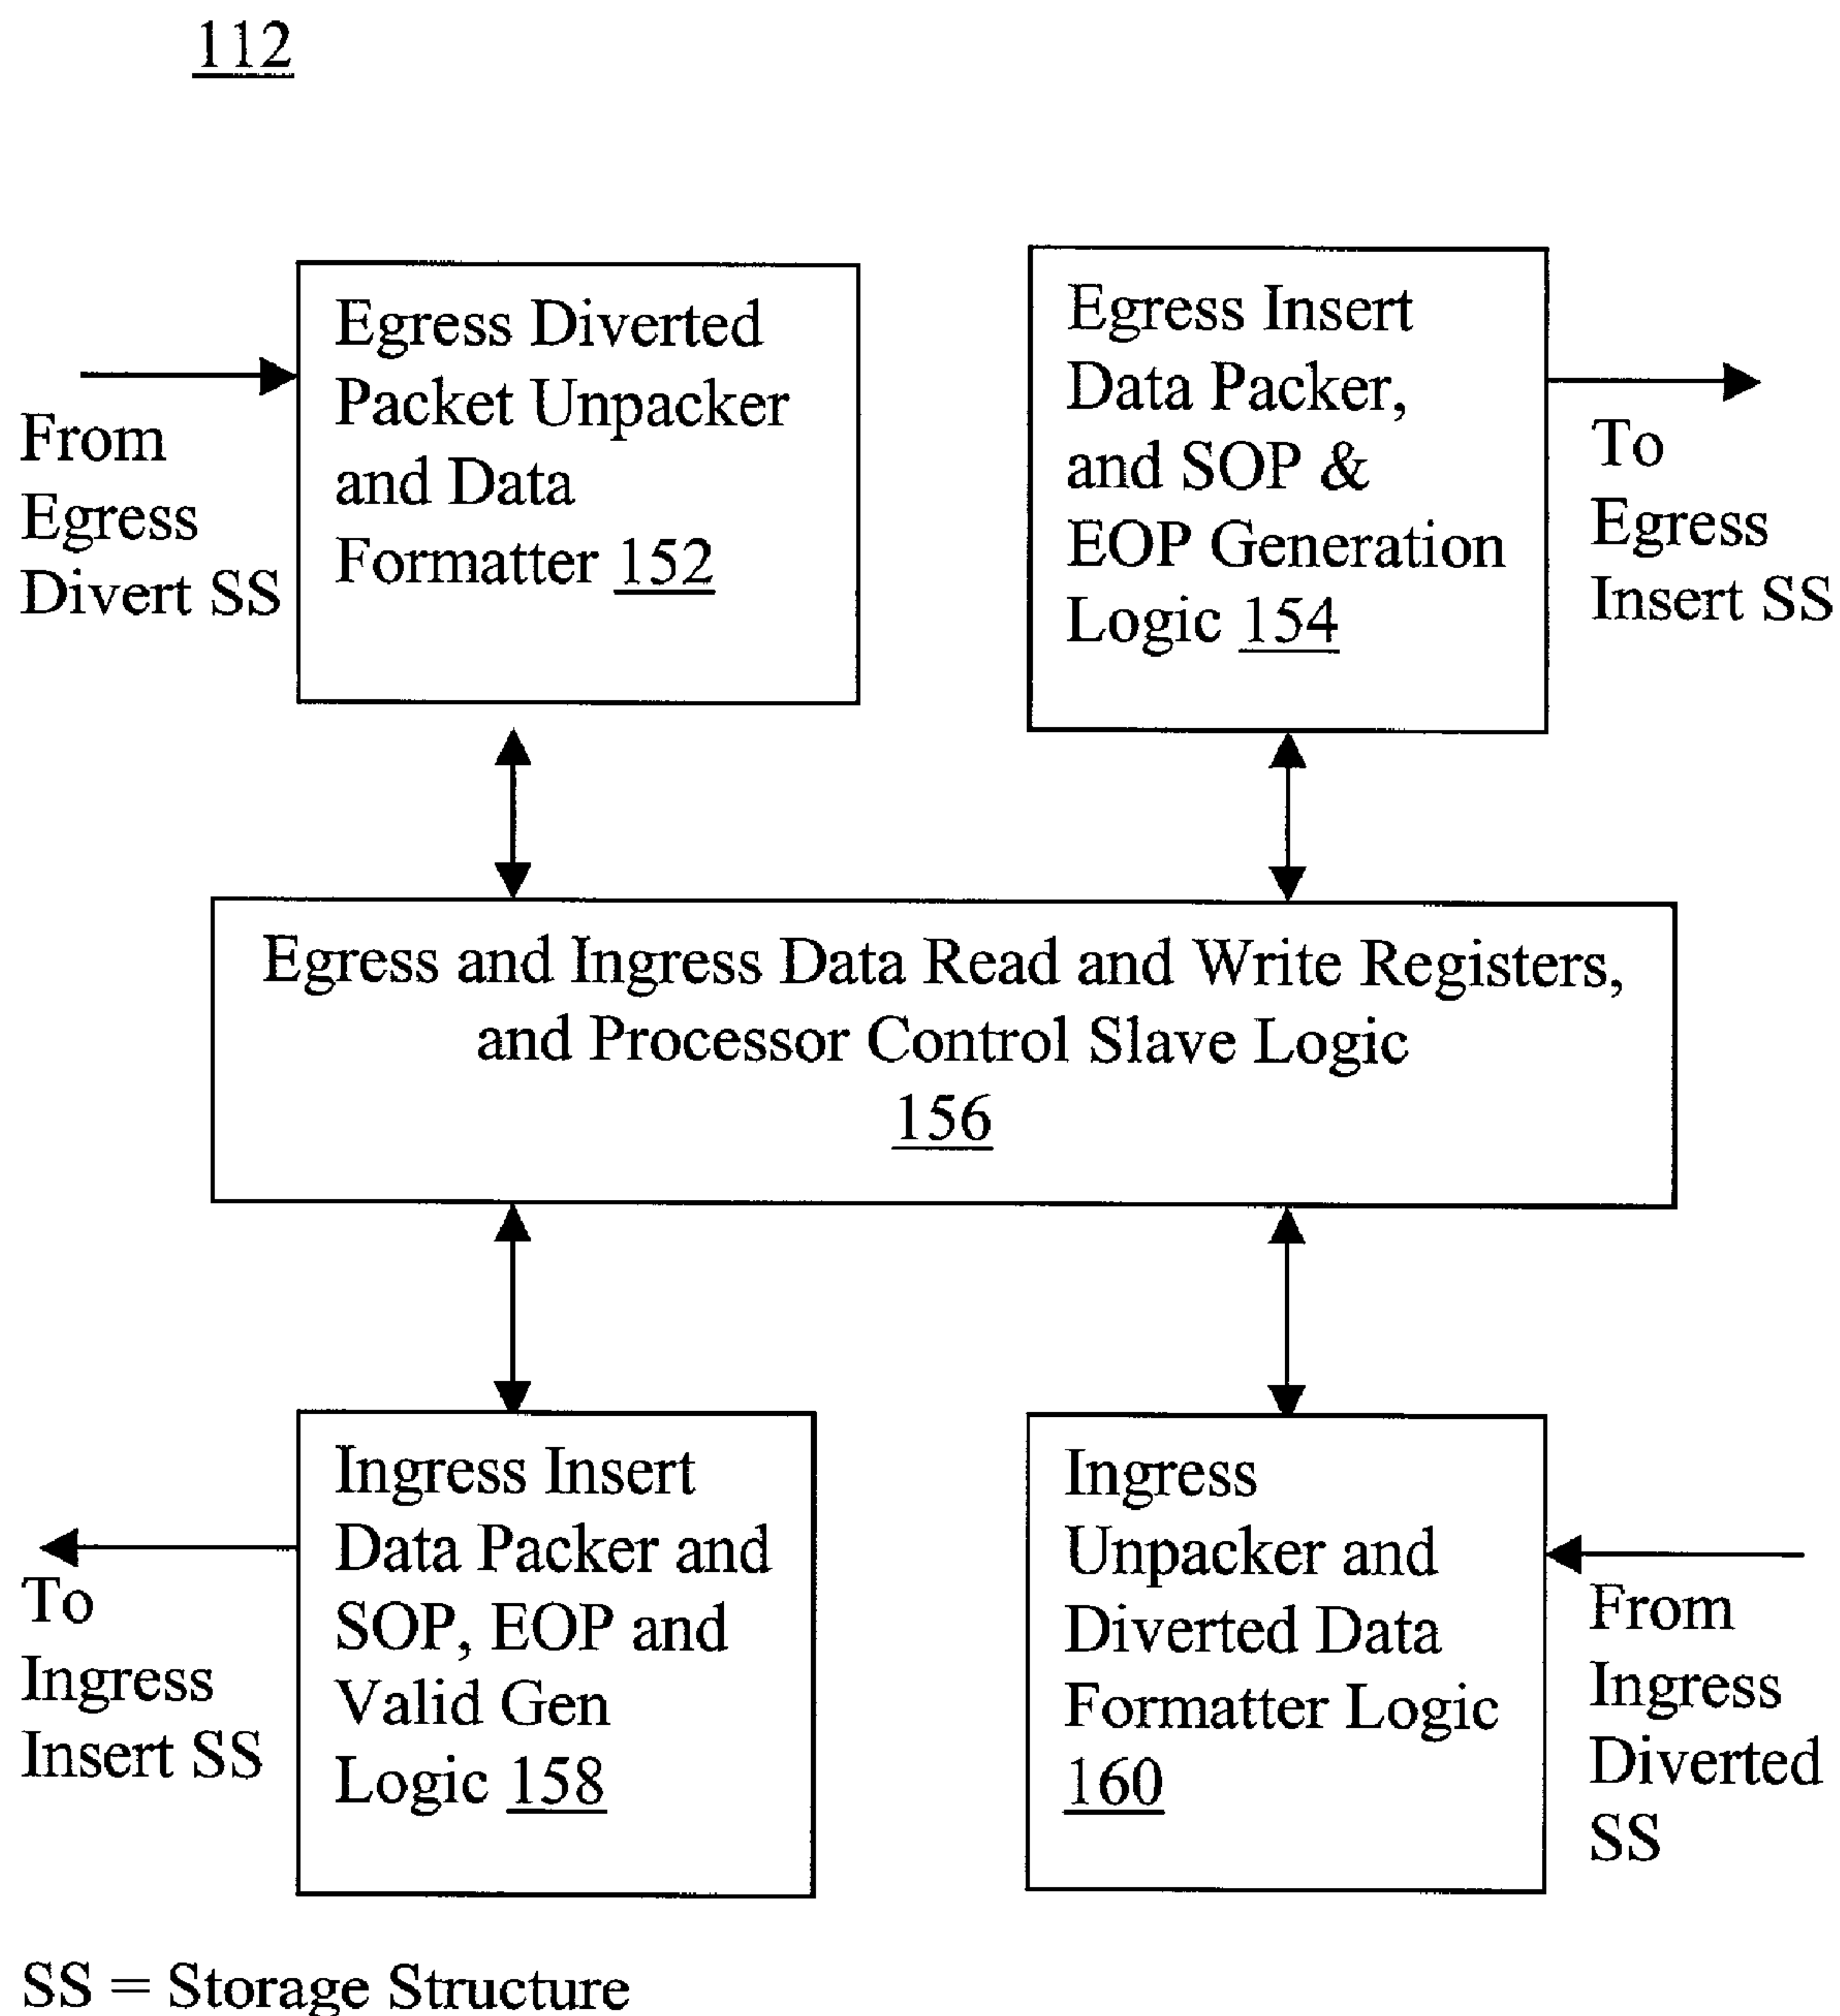 112
From
Egress
Divert SS
Egress Diverted
Packet Unpacker
and Data
Formatter 152
Egress Insert
Data Packer,
and SOP &
EOP Generation
Logic 154
To
Egress
Insert SS
Egress and Ingress Data Read and Write Registers,
and Processor Control Slave Logic
156
To
Ingress
Insert SS
Ingress Insert
Data Packer and
SOP, EOP and
Valid Gen
Logic 158
Ingress
Unpacker and
Diverted Data
Formatter Logic
160
From
Ingress
Diverted
SS
SS = Storage Structure